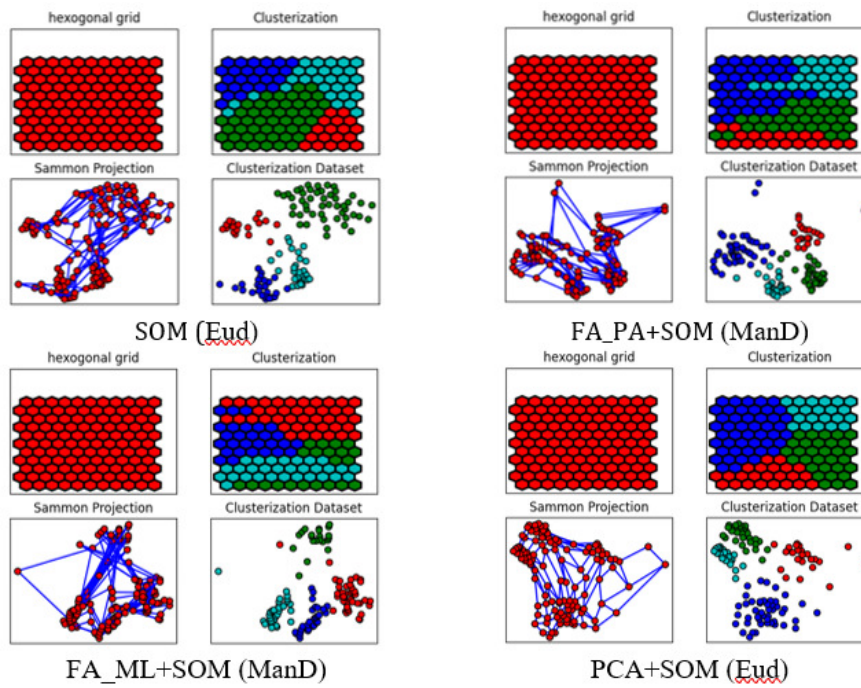 hexogonal grid
Clusterization
Sammon Projection
Clusterization Dataset
SOM (Eud)
hexogonal grid
Clusterization
Sammon Projection
Clusterization Dataset
FA_PA+SOM (ManD)
hexogonal grid
Clusterization
Sammon Projection
Clusterization Dataset
FA_ML+SOM (ManD)
hexogonal grid
Clusterization
Sammon Projection
Clusterization Dataset
PCA+SOM (Eud)